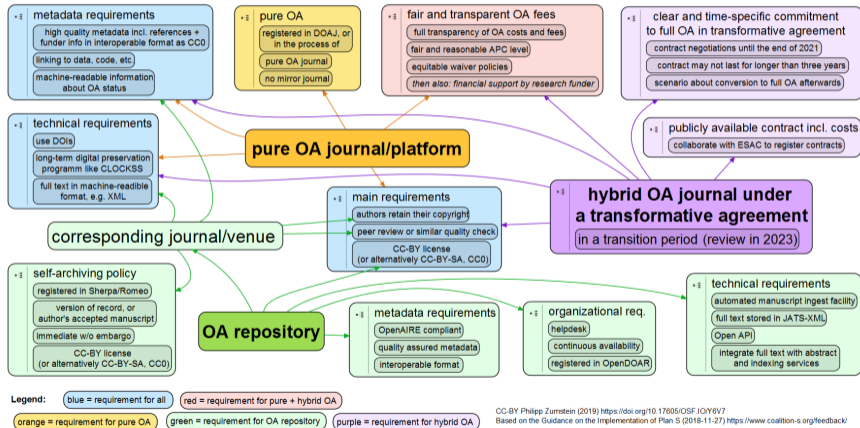 metadata requirements
high quality metadata incl. references +
funder info in interoperable format as CC0
linking to data, code, etc.
machine-readable information
about OA status
pure OA
registered in DOAJ, or
in the process of
pure OA journal
no mirror journal
fair and transparent OA fees
full transparency of OA costs and fees
fair and reasonable APC level
equitable waiver policies
then also: financial support by research funder
clear and time-specific commitment
to full OA in transformative agreement
contract negotiations until the end of 2021
contract may not last for longer than three years
scenario about conversion to full OA afterwards
technical requirements
use DOIs
long-term digital preservation
programm like CLOCKSS
full text in machine-readible
format, e.g. XML
pure OA journal/platform
publicly available contract incl. costs
collaborate with ESAC to register contracts
main requirements
authors retain their copyright
peer review or similar quality check
CC-BY license
(or alternatively CC-BY-SA, CC0)
hybrid OA journal under
a transformative agreement
in a transition period (review in 2023)
corresponding journal/venue
self-archiving policy
registered in Sherpa/Romeo
version of record, or
author's accepted manuscript
immediate w/o embargo
CC-BY license
(or alternatively CC-BY-SA, CC0)
OA repository
metadata requirements
OpenAIRE compliant
quality assured metadata
interoperable format
organizational req.
helpdesk
continuous availability
registered in OpenDOAR
technical requirements
automated manuscript ingest facility
full text stored in JATS-XML
Open API
integrate full text with abstract
and indexing services
Legend:
blue = requirement for all
red = requirement for pure + hybrid OA
orange = requirement for pure OA
green = requirement for OA repository
purple = requirement for hybrid OA
CC-BY Philipp Zumstein (2019) https://doi.org/10.17605/OSF.IO/Y6V7
Based on the Guidance on the Implementation of Plan S (2018-11-27) https://www.coalition-s.org/feedback/